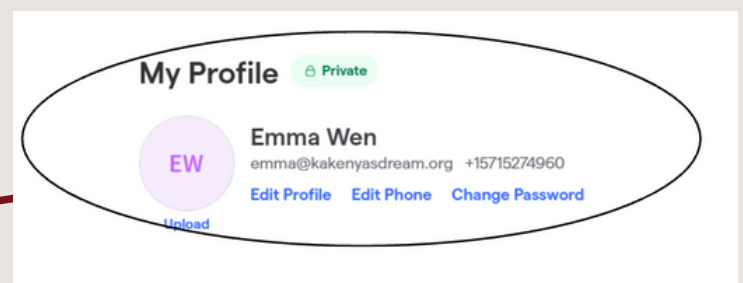 My Profile Private
EW
Emma Wen
emma@kakenyasdream.org +15715274960
Edit Profile Edit Phone Change Password
Upload